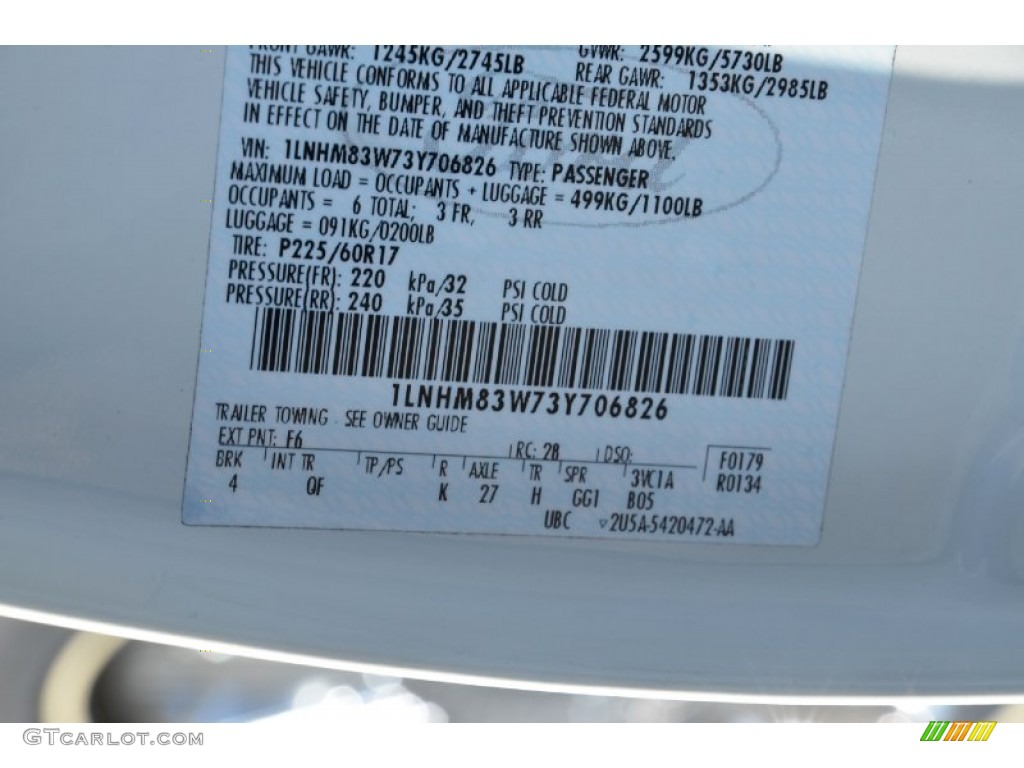 FRONT GAWR: 1245KG/2745LB GVWR: 2599KG/5730LB
REAR GAWR: 1353KG/2985LB
THIS VEHICLE CONFORMS TO ALL APPLICABLE FEDERAL MOTOR
VEHICLE SAFETY, BUMPER, AND THEFT PREVENTION STANDARDS
IN EFFECT ON THE DATE OF MANUFACTURE SHOWN ABOVE.
VIN: 1LNHM83W73Y706826 TYPE: PASSENGER
MAXIMUM LOAD = OCCUPANTS + LUGGAGE = 499KG/1100LB
OCCUPANTS = 6 TOTAL; 3 FR, 3 RR
LUGGAGE = 091KG/0200LB
TIRE: P225/60R17
PRESSURE(FR): 220 kPa/32 PSI COLD
PRESSURE(RR): 240 kPa/35 PSI COLD
1LNHM83W73Y706826
TRAILER TOWING - SEE OWNER GUIDE
EXT PNT: F6 RC: 28 DSO: F0179
BRK INT TR TP/PS R AXLE TR SPR 3VC1A R0134
4 QF K 27 H GG1 B05
UBC ▿2U5A-5420472-AA
GTCARLOT.COM